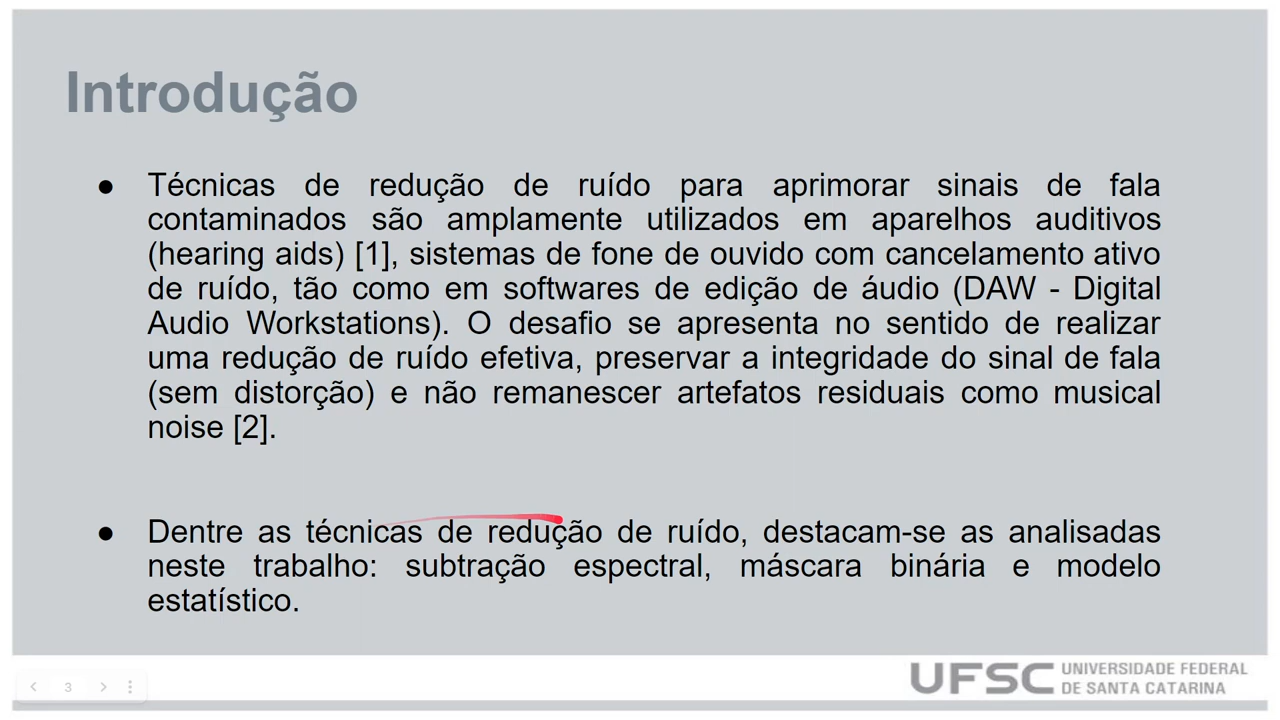 Introdução
● Técnicas de redução de ruído para aprimorar sinais de fala
contaminados são amplamente utilizados em aparelhos auditivos
(hearing aids) [1], sistemas de fone de ouvido com cancelamento ativo
de ruído, tão como em softwares de edição de áudio (DAW - Digital
Audio Workstations). O desafio se apresenta no sentido de realizar
uma redução de ruído efetiva, preservar a integridade do sinal de fala
(sem distorção) e não remanescer artefatos residuais como musical
noise [2].
● Dentre as técnicas de redução de ruído, destacam-se as analisadas
neste trabalho: subtração espectral, máscara binária e modelo
estatístico.
3
UFSC UNIVERSIDADE FEDERAL
DE SANTA CATARINA